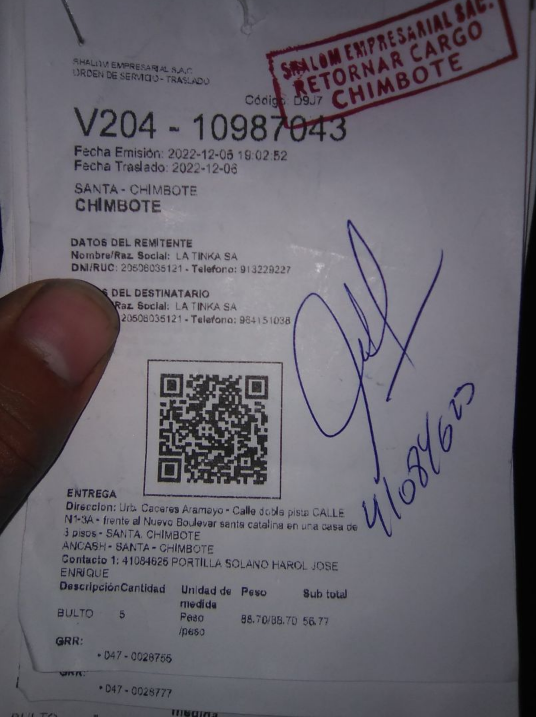 SHALOM EMPRESARIAL SAC.
RETORNAR CARGO
CHIMBOTE
SHALOM EMPRESARIAL S.A.C.
ORDEN DE SERVICIO - TRASLADO
Código: D9J7
V204 - 10987043
Fecha Emisión: 2022-12-05 19:02:52
Fecha Traslado: 2022-12-06
SANTA - CHIMBOTE
CHIMBOTE
DATOS DEL REMITENTE
Nombre/Raz. Social: LA TINKA SA
DNI/RUC: 20506035121 - Telefono: 913229227
DEL DESTINATARIO
Raz. Social: LA TINKA SA
20506035121 - Telefono: 964151038
41084623
ENTREGA
Direccion: Urb. Caceres Aramayo - Calle doble pista CALLE
N1-3A - frente al Nuevo Boulevar santa catalina en una casa de
3 pisos - SANTA, CHIMBOTE
ANCASH - SANTA - CHIMBOTE
Contacto 1: 41084626 PORTILLA SOLANO HAROL JOSE
ENRIQUE
Descripción Cantidad Unidad de medida Peso Sub total
BULTO 5 Peso /peso 88.70/88.70 56.77
GRR:
- 047 - 0028755
GRR:
- 047 - 0028777
BULTO
medida